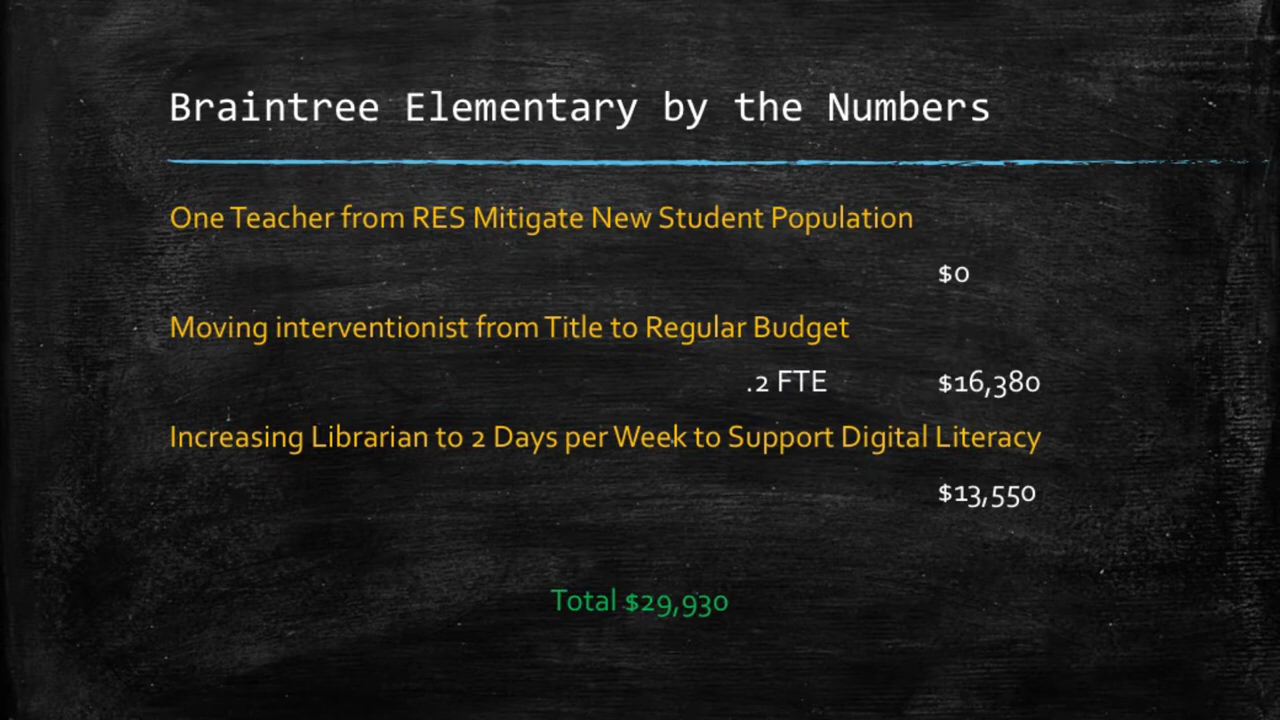 Braintree Elementary by the Numbers
One Teacher from RES Mitigate New Student Population
$0
Moving interventionist from Title to Regular Budget
.2 FTE $16,380
Increasing Librarian to 2 Days per Week to Support Digital Literacy
$13,550
Total $29,930